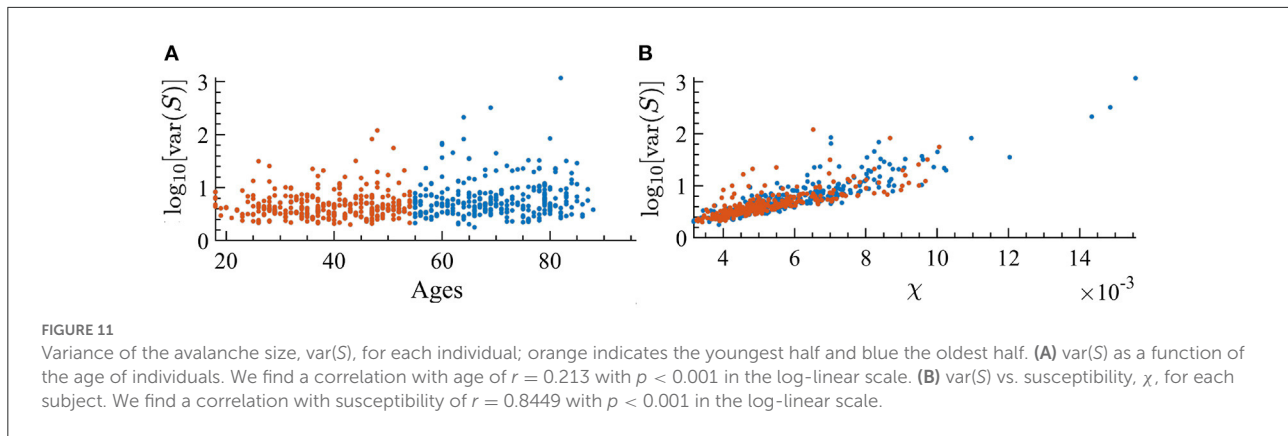 A
B
log₁₀[var(S)]
3
2
1
0
20
40
60
80
Ages
log₁₀[var(S)]
3
2
1
0
4
6
8
10
12
14
×10⁻³
χ
FIGURE 11
Variance of the avalanche size, var(S), for each individual; orange indicates the youngest half and blue the oldest half. (A) var(S) as a function of
the age of individuals. We find a correlation with age of r = 0.213 with p < 0.001 in the log-linear scale. (B) var(S) vs. susceptibility, χ, for each
subject. We find a correlation with susceptibility of r = 0.8449 with p < 0.001 in the log-linear scale.